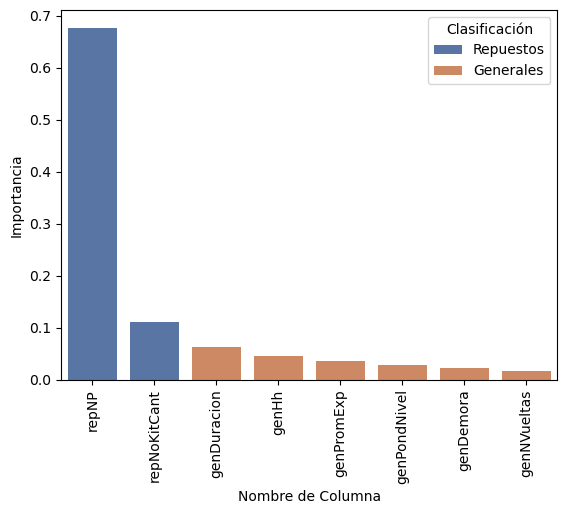 Clasificación
Repuestos
Generales
0.7
0.6
0.5
0.4
0.3
0.2
0.1
0.0
Importancia
repNP
repNoKitCant
genDuracion
genHh
genPromExp
genPondNivel
genDemora
genNVueltas
Nombre de Columna